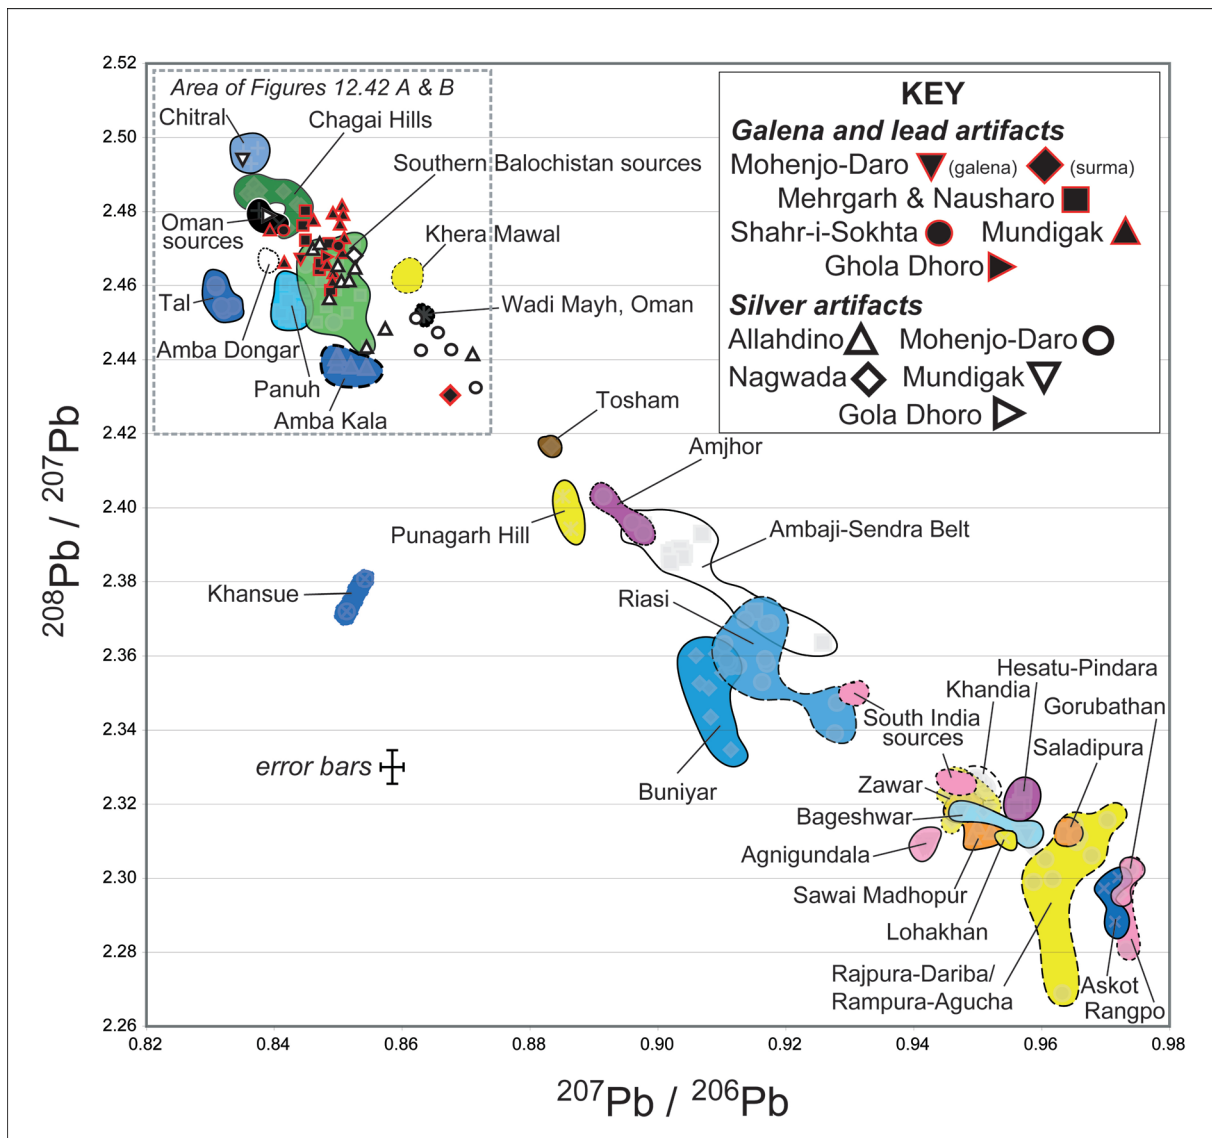 2.52
2.50
2.48
2.46
2.44
2.42
2.40
2.38
2.36
2.34
2.32
2.30
2.28
2.26
208Pb / 207Pb
Area of Figures 12.42 A & B
Chitral
Chagai Hills
Southern Balochistan sources
Oman
sources
Khera Mawal
Tal
Wadi Mayh, Oman
Amba Dongar
Panuh
Amba Kala
KEY
Galena and lead artifacts
Mohenjo-Daro (galena) (surma)
Mehrgarh & Nausharo
Shahr-i-Sokhta Mundigak
Ghola Dhoro
Silver artifacts
Allahdino Mohenjo-Daro
Nagwada Mundigak
Gola Dhoro
Tosham
Amjhor
Punagarh Hill
Ambaji-Sendra Belt
Khansue
Riasi
Hesatu-Pindara
Khandia
Gorubathan
South India
sources
Saladipura
error bars
Buniyar
Zawar
Bageshwar
Agnigundala
Sawai Madhopur
Lohakhan
Rajpura-Dariba/
Rampura-Agucha
Askot
Rangpo
0.82 0.84 0.86 0.88 0.90 0.92 0.94 0.96 0.98
207Pb / 206Pb